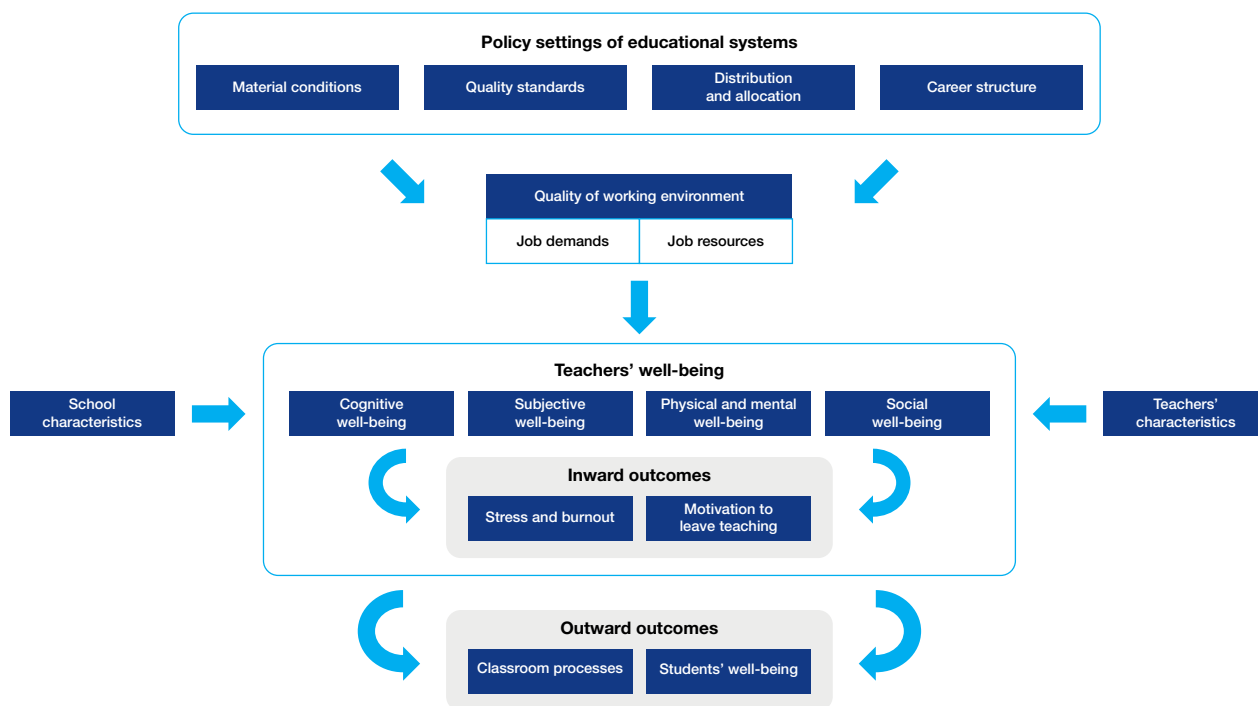 Policy settings of educational systems
Material conditions
Quality standards
Distribution
and allocation
Career structure
Quality of working environment
Job demands
Job resources
Teachers’ well-being
School
characteristics
Cognitive
well-being
Subjective
well-being
Physical and mental
well-being
Social
well-being
Teachers’
characteristics
Inward outcomes
Stress and burnout
Motivation to
leave teaching
Outward outcomes
Classroom processes
Students’ well-being